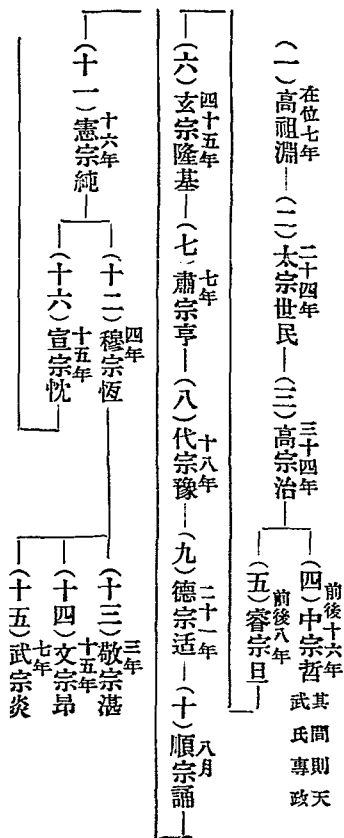 在位七年
(一)高祖淵
二十四年
(二)太宗世民
三十四年
(三)高宗治
前後十六年
(四)中宗哲
其間則天
武氏專政
前後八年
(五)睿宗旦
四十五年
(六)玄宗隆基
七年
(七)肅宗亨
十八年
(八)代宗豫
二十一年
(九)德宗适
八月
(十)順宗誦
十六年
(十一)憲宗純
四年
(十二)穆宗恆
三年
(十三)敬宗湛
十五年
(十四)文宗昂
七年
(十五)武宗炎
十五年
(十六)宣宗忱